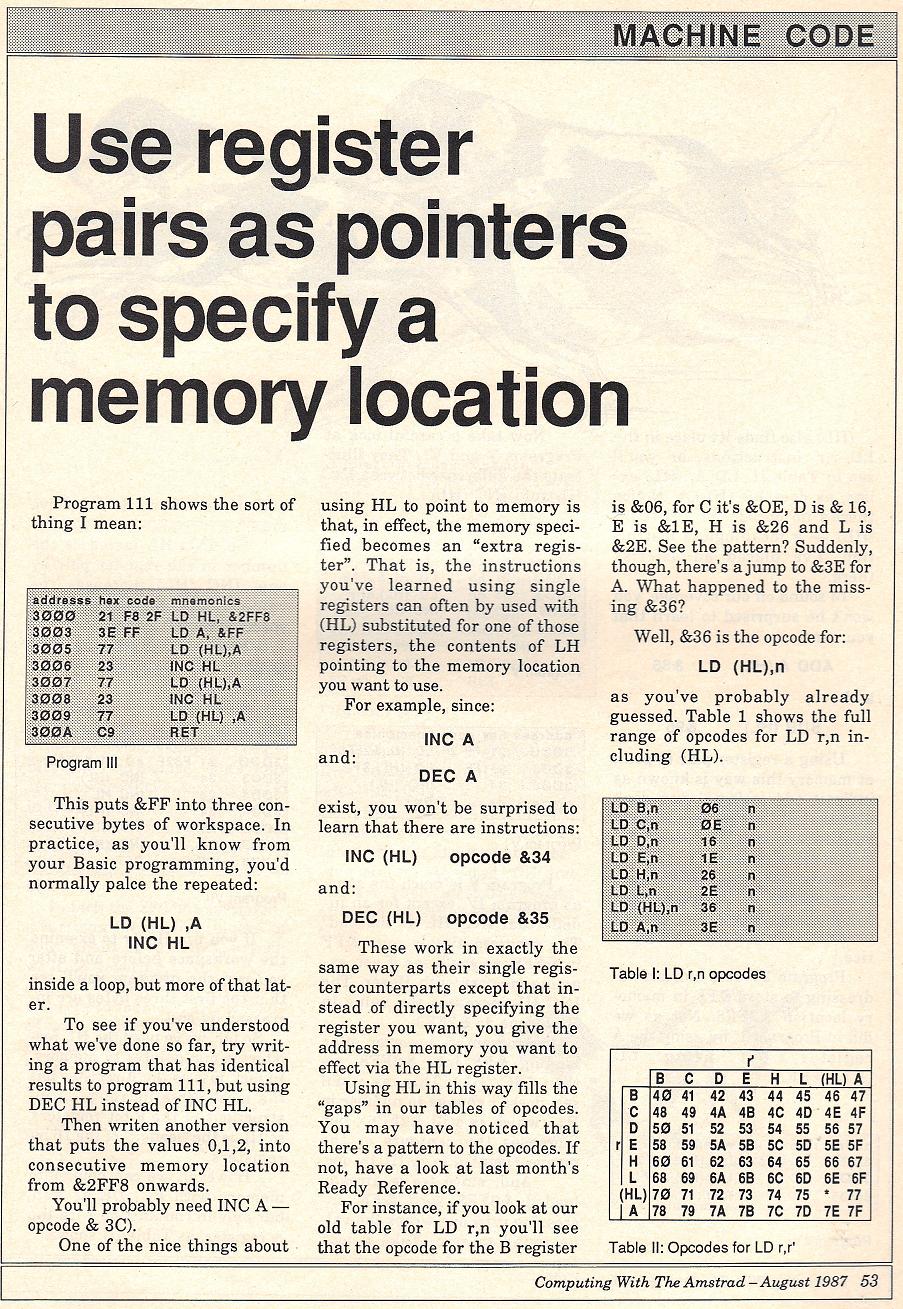 MACHINE CODE
Use register
pairs as pointers
to specify a
memory location
Program 111 shows the sort of
thing I mean:
addresss hex code mnemonics
3000 21 F8 2F LD HL, &2FF8
3003 3E FF LD A, &FF
3005 77 LD (HL),A
3006 23 INC HL
3007 77 LD (HL),A
3008 23 INC HL
3009 77 LD (HL) ,A
300A C9 RET
Program III
This puts &FF into three con-
secutive bytes of workspace. In
practice, as you'll know from
your Basic programming, you'd
normally palce the repeated:
LD (HL) ,A
INC HL
inside a loop, but more of that lat-
er.
To see if you've understood
what we've done so far, try writ-
ing a program that has identical
results to program 111, but using
DEC HL instead of INC HL.
Then writen another version
that puts the values 0,1,2, into
consecutive memory location
from &2FF8 onwards.
You'll probably need INC A —
opcode & 3C).
One of the nice things about
using HL to point to memory is
that, in effect, the memory speci-
fied becomes an "extra regis-
ter". That is, the instructions
you've learned using single
registers can often by used with
(HL) substituted for one of those
registers, the contents of LH
pointing to the memory location
you want to use.
For example, since:
INC A
and:
DEC A
exist, you won't be surprised to
learn that there are instructions:
INC (HL) opcode &34
and:
DEC (HL) opcode &35
These work in exactly the
same way as their single regis-
ter counterparts except that in-
stead of directly specifying the
register you want, you give the
address in memory you want to
effect via the HL register.
Using HL in this way fills the
"gaps" in our tables of opcodes.
You may have noticed that
there's a pattern to the opcodes. If
not, have a look at last month's
Ready Reference.
For instance, if you look at our
old table for LD r,n you'll see
that the opcode for the B register
is &06, for C it's &OE, D is & 16,
E is &1E, H is &26 and L is
&2E. See the pattern? Suddenly,
though, there's a jump to &3E for
A. What happened to the miss-
ing &36?
Well, &36 is the opcode for:
LD (HL),n
as you've probably already
guessed. Table 1 shows the full
range of opcodes for LD r,n in-
cluding (HL).
LD B,n Ø6 n
LD C,n ØE n
LD D,n 16 n
LD E,n 1E n
LD H,n 26 n
LD L,n 2E n
LD (HL),n 36 n
LD A,n 3E n
Table I: LD r,n opcodes
r'
B C D E H L (HL) A
B 4Ø 41 42 43 44 45 46 47
C 48 49 4A 4B 4C 4D 4E 4F
D 5Ø 51 52 53 54 55 56 57
r E 58 59 5A 5B 5C 5D 5E 5F
H 6Ø 61 62 63 64 65 66 67
L 68 69 6A 6B 6C 6D 6E 6F
(HL) 7Ø 71 72 73 74 75 * 77
A 78 79 7A 7B 7C 7D 7E 7F
Table II: Opcodes for LD r,r'
Computing With The Amstrad – August 1987 53